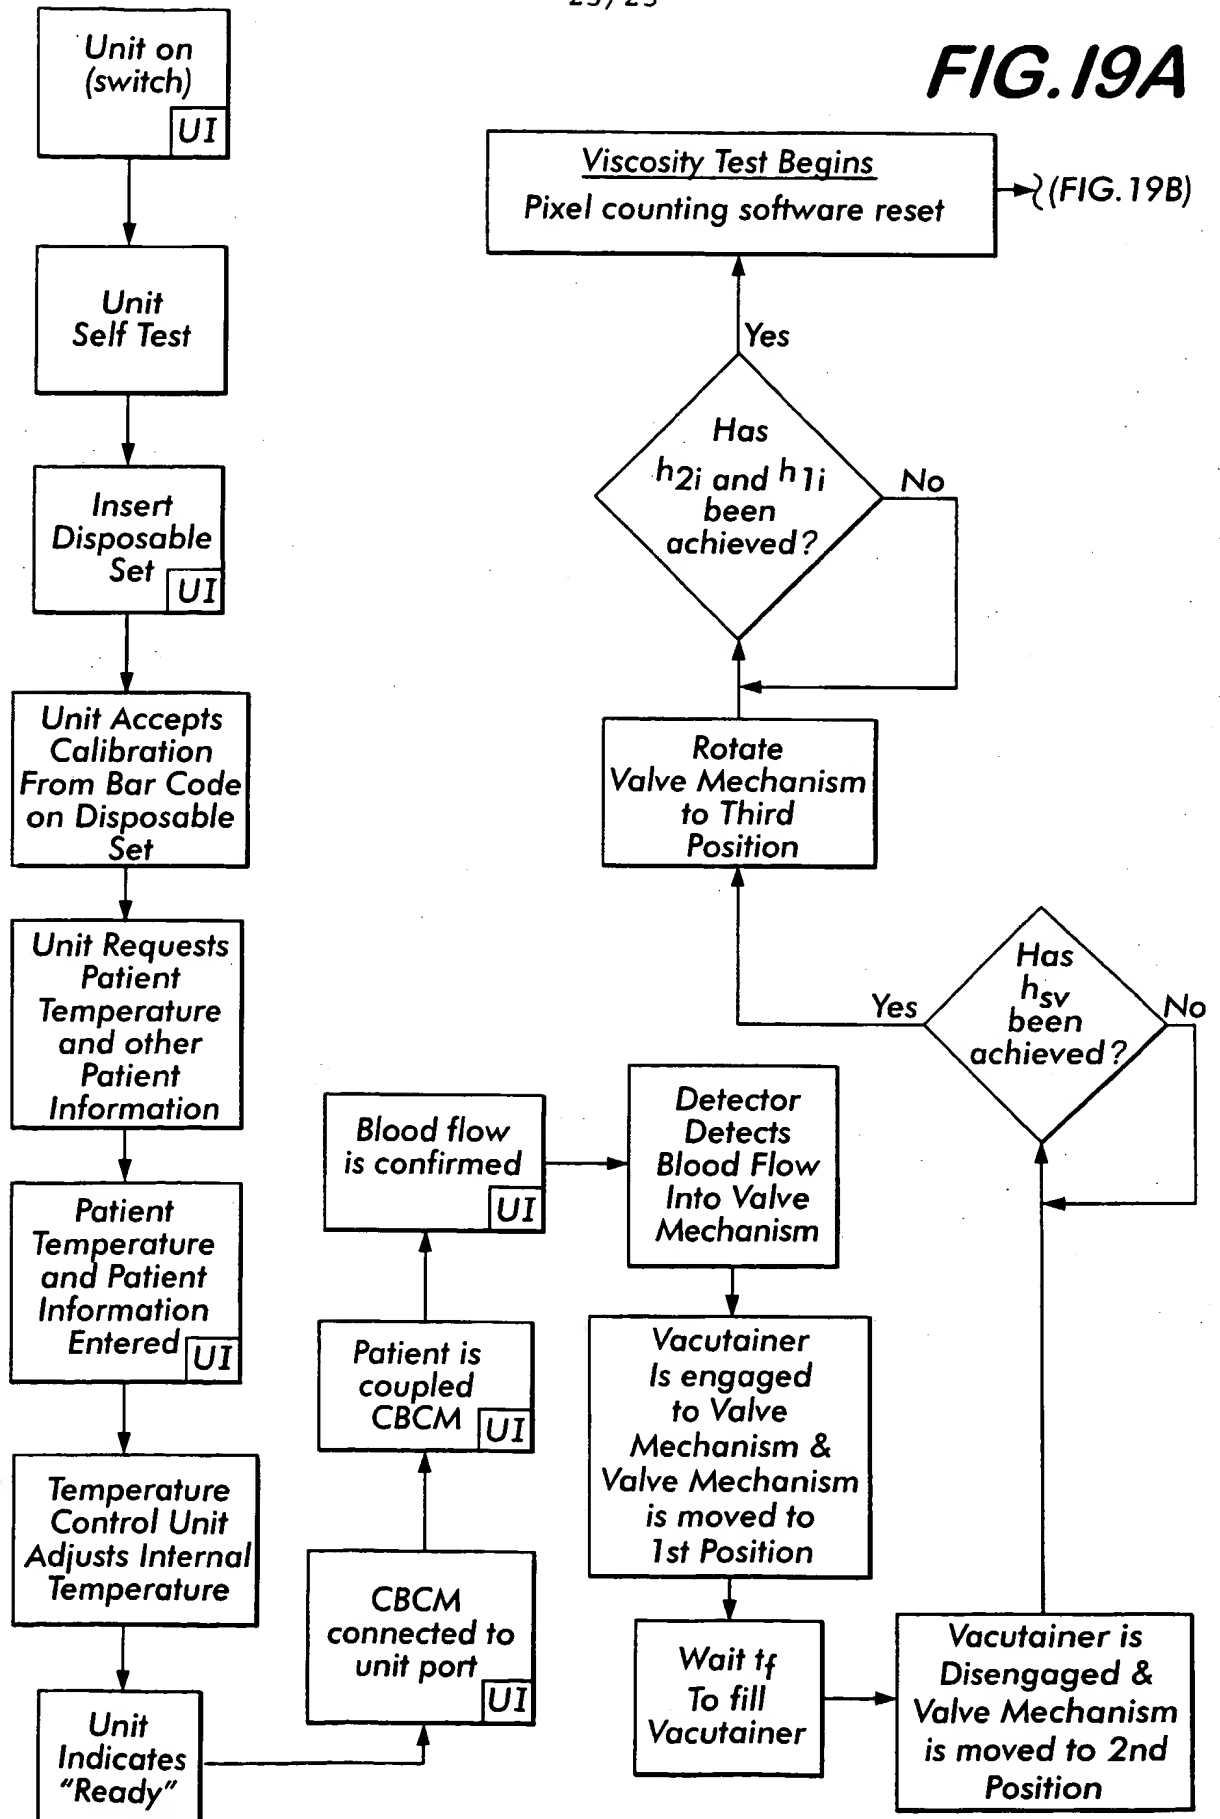 FIG.19A
Unit on
(switch)
UI
Unit
Self Test
Insert
Disposable
Set
UI
Unit Accepts
Calibration
From Bar Code
on Disposable
Set
Unit Requests
Patient
Temperature
and other
Patient
Information
Patient
Temperature
and Patient
Information
Entered
UI
Temperature
Control Unit
Adjusts Internal
Temperature
Unit
Indicates
“Ready”
CBCM
connected to
unit port
UI
Patient is
coupled
CBCM
UI
Blood flow
is confirmed
UI
Detector
Detects
Blood Flow
Into Valve
Mechanism
Vacutainer
Is engaged
to Valve
Mechanism &
Valve Mechanism
is moved to
1st Position
Wait tf
To fill
Vacutainer
Vacutainer is
Disengaged &
Valve Mechanism
is moved to 2nd
Position
Has
hsv
been
achieved?
No
Yes
Rotate
Valve Mechanism
to Third
Position
Has
h2i and h1i
been
achieved?
No
Yes
Viscosity Test Begins
Pixel counting software reset
(FIG.19B)